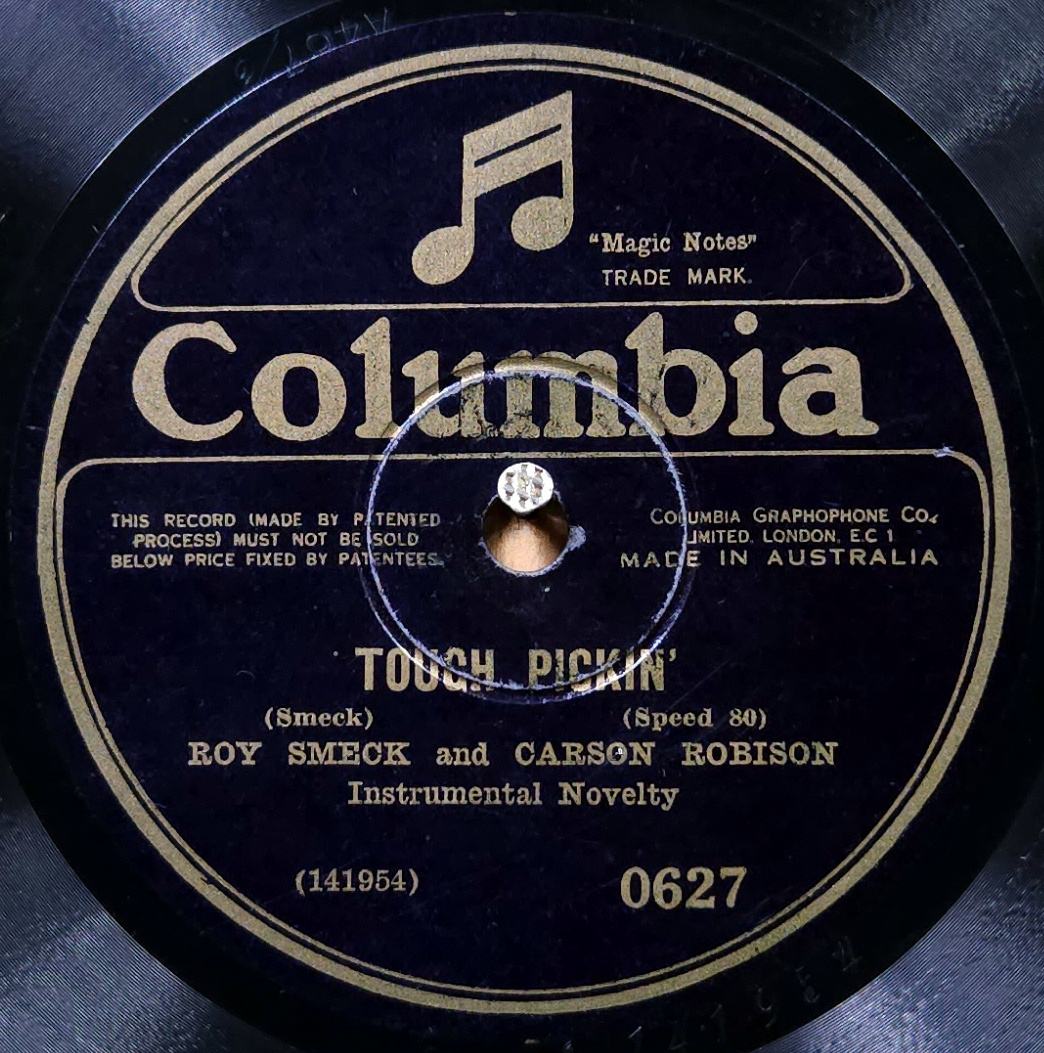 "Magic Notes"
TRADE MARK.
Columbia
THIS RECORD (MADE BY PATENTED
PROCESS) MUST NOT BE SOLD
BELOW PRICE FIXED BY PATENTEES.
COLUMBIA GRAPHOPHONE CO.,
LIMITED. LONDON, E.C 1
MADE IN AUSTRALIA
TOUGH PICKIN'
(Smeck) (Speed 80)
ROY SMECK and CARSON ROBISON
Instrumental Novelty
(141954) 0627